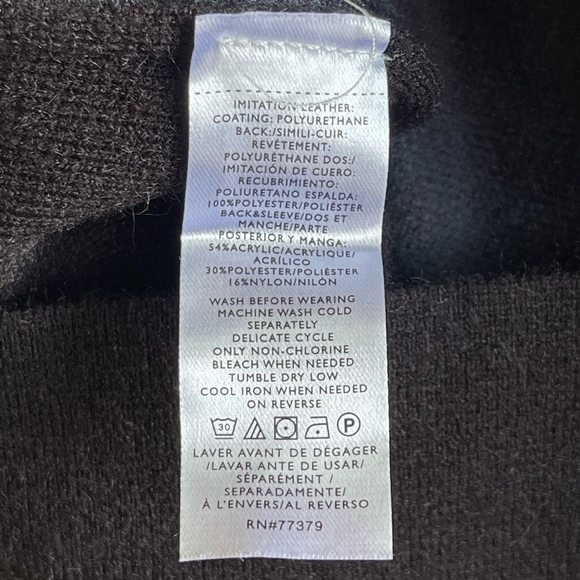 IMITATION LEATHER:
COATING: POLYURETHANE
BACK:/SIMILI-CUIR:
REVÊTEMENT:
POLYURÉTHANE DOS:/
IMITACIÓN DE CUERO:
RECUBRIMIENTO:
POLIURETANO ESPALDA:
100%POLYESTER/POLIÉSTER
BACK&SLEEVE/DOS ET
MANCHE/PARTE
POSTERIOR Y MANGA:
54%ACRYLIC/ACRYLIQUE/
ACRÍLICO
30%POLYESTER/POLIÉSTER
16%NYLON/NILÓN
WASH BEFORE WEARING
MACHINE WASH COLD
SEPARATELY
DELICATE CYCLE
ONLY NON-CHLORINE
BLEACH WHEN NEEDED
TUMBLE DRY LOW
COOL IRON WHEN NEEDED
ON REVERSE
30 P
LAVER AVANT DE DÉGAGER
/LAVAR ANTE DE USAR/
SÉPARÉMENT /
SEPARADAMENTE/
À L'ENVERS/AL REVERSO
RN#77379